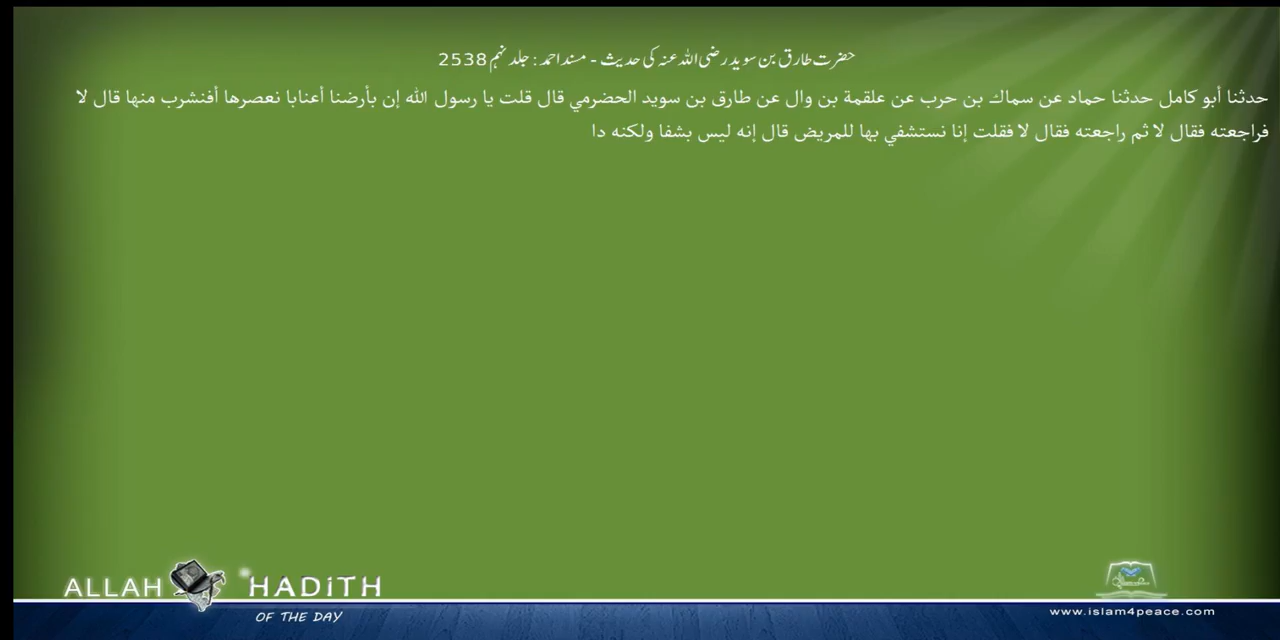 حضرت طارق بن سوید رضی اللہ عنہ کی حدیث - مسند احمد : جلد نہم 2538
حدثنا أبو كامل حدثنا حماد عن سماك بن حرب عن علقمة بن وال عن طارق بن سويد الحضرمي قال قلت يا رسول الله إن بأرضنا أعنابا نعصرها أفنشرب منها قال لا
فراجعته فقال لا ثم راجعته فقال لا فقلت إنا نستشفي بها للمريض قال إنه ليس بشفا ولكنه دا
ALLAH HADITH
OF THE DAY
www.islam4peace.com